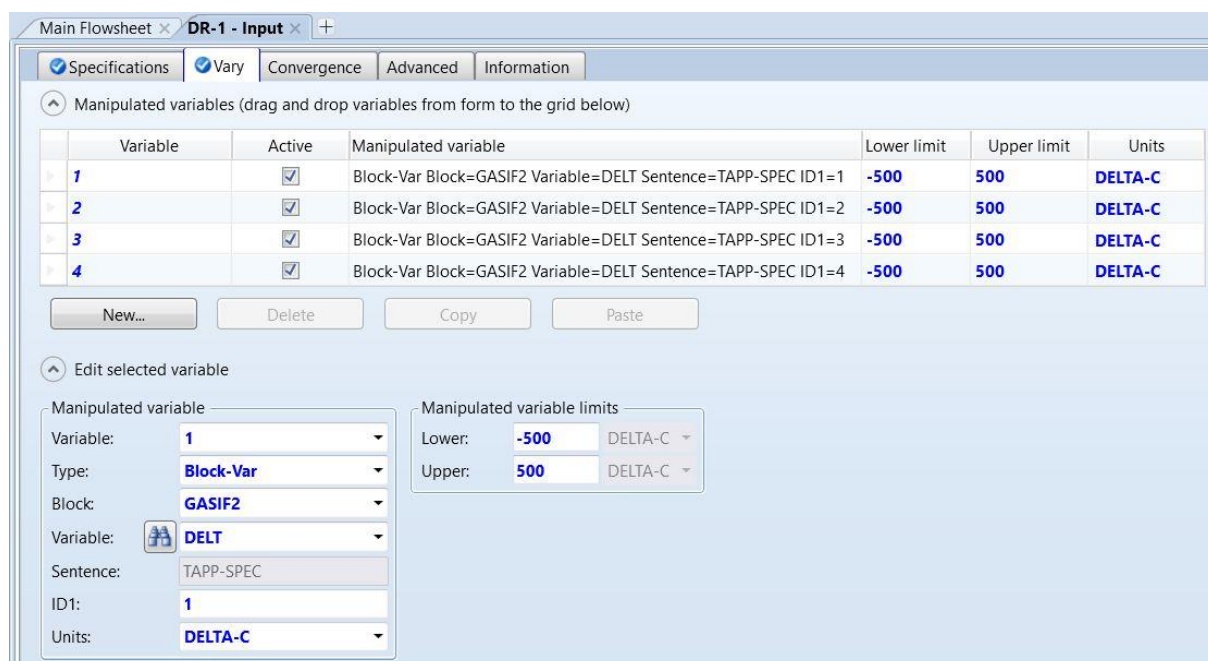 Main Flowsheet × DR-1 - Input × +
Specifications Vary Convergence Advanced Information
Manipulated variables (drag and drop variables from form to the grid below)
Variable Active Manipulated variable Lower limit Upper limit Units
1 Block-Var Block=GASIF2 Variable=DELT Sentence=TAPP-SPEC ID1=1 -500 500 DELTA-C
2 Block-Var Block=GASIF2 Variable=DELT Sentence=TAPP-SPEC ID1=2 -500 500 DELTA-C
3 Block-Var Block=GASIF2 Variable=DELT Sentence=TAPP-SPEC ID1=3 -500 500 DELTA-C
4 Block-Var Block=GASIF2 Variable=DELT Sentence=TAPP-SPEC ID1=4 -500 500 DELTA-C
New... Delete Copy Paste
Edit selected variable
Manipulated variable Manipulated variable limits
Variable: 1 Lower: -500 DELTA-C
Type: Block-Var Upper: 500 DELTA-C
Block: GASIF2
Variable: DELT
Sentence: TAPP-SPEC
ID1: 1
Units: DELTA-C